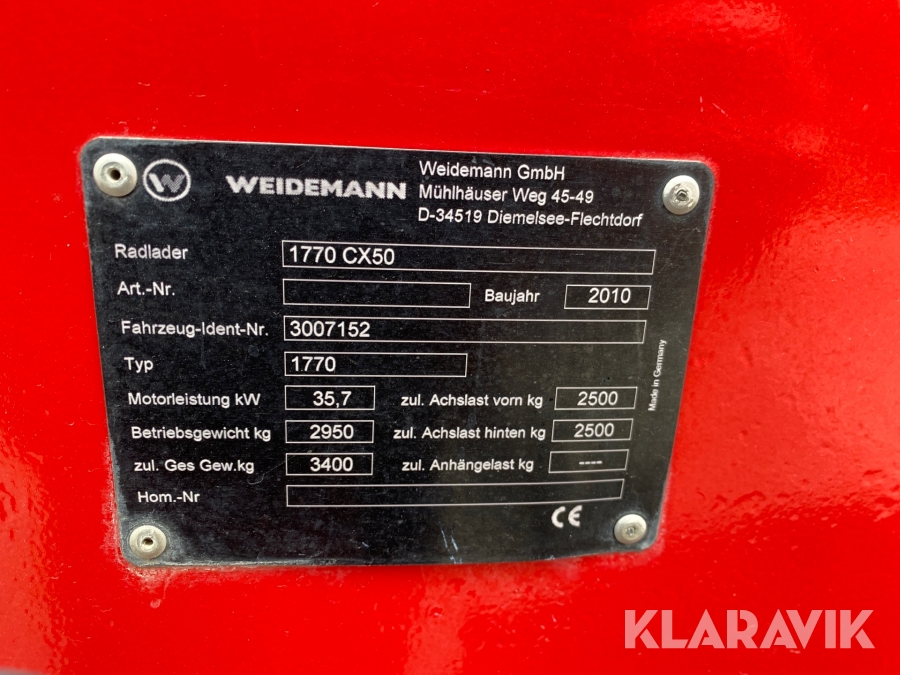 W WEIDEMANN
Weidemann GmbH
Mühlhäuser Weg 45-49
D-34519 Diemelsee-Flechtdorf
Radlader 1770 CX50
Art.-Nr. Baujahr 2010
Fahrzeug-Ident-Nr. 3007152
Typ 1770
Motorleistung kW 35,7 zul. Achslast vorn kg 2500
Betriebsgewicht kg 2950 zul. Achslast hinten kg 2500
zul. Ges Gew.kg 3400 zul. Anhängelast kg ----
Hom.-Nr
Made in Germany
CE
KLARAVIK